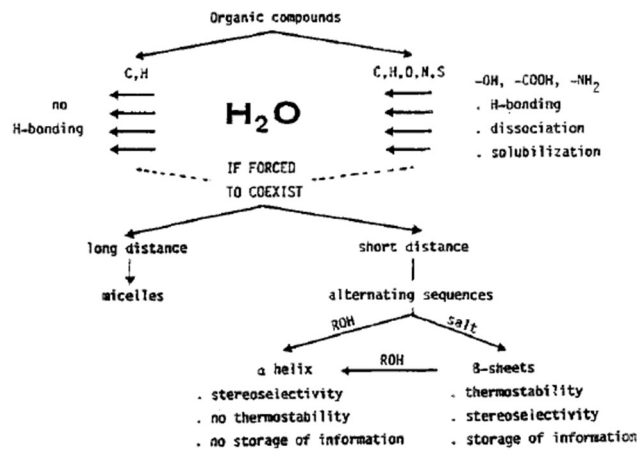 Organic compounds
C,H
C,H,O,N,S
-OH, -COOH, -NH2
no
H-bonding
H2O
. H-bonding
. dissociation
. solubilization
IF FORCED
TO COEXIST
long distance
short distance
micelles
alternating sequences
ROH
salt
α helix
ROH
β-sheets
. stereoselectivity
. no thermostability
. no storage of information
. thermostability
. stereoselectivity
. storage of information